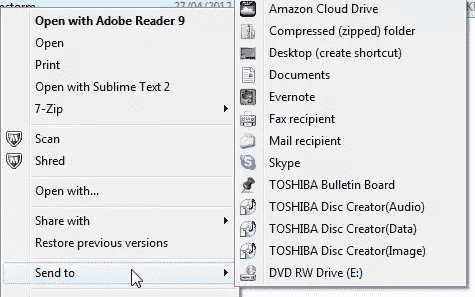 27/04/2012
Open with Adobe Reader 9
Open
Print
Open with Sublime Text 2
7-Zip
Scan
Shred
Open with...
Share with
Restore previous versions
Send to
Amazon Cloud Drive
Compressed (zipped) folder
Desktop (create shortcut)
Documents
Evernote
Fax recipient
Mail recipient
Skype
TOSHIBA Bulletin Board
TOSHIBA Disc Creator(Audio)
TOSHIBA Disc Creator(Data)
TOSHIBA Disc Creator(Image)
DVD RW Drive (E:)